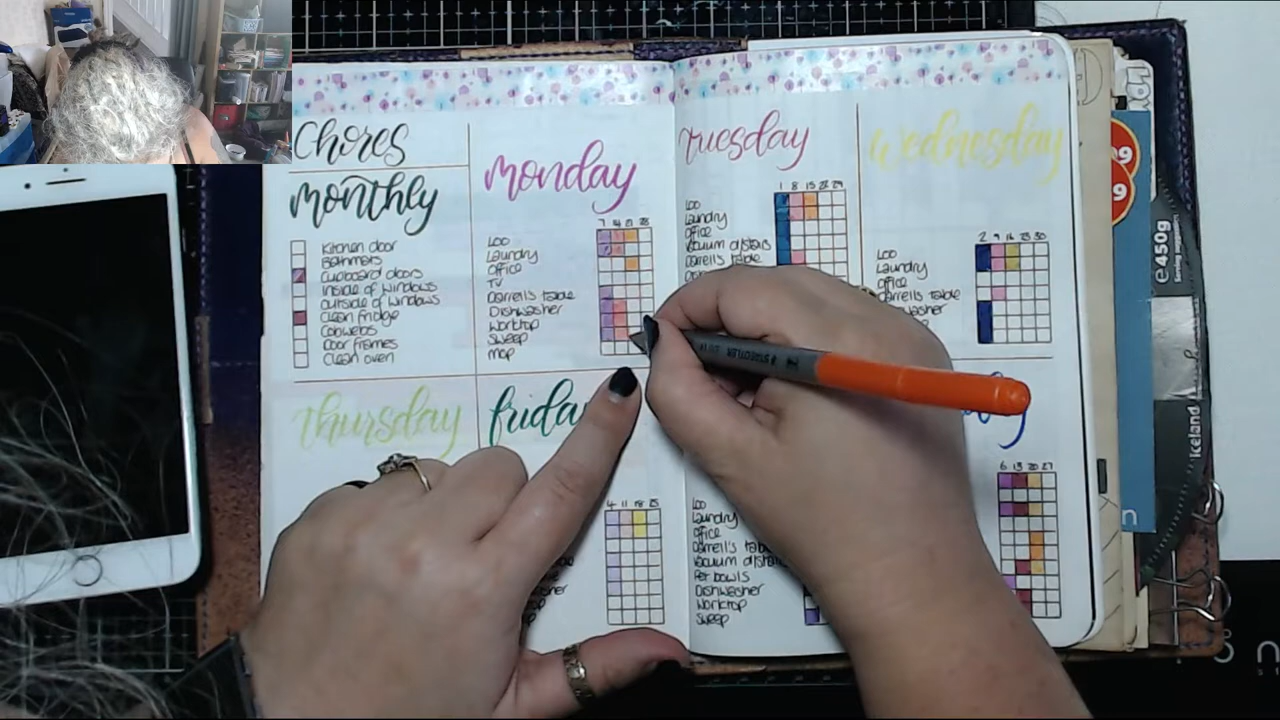 Chores
Monthly
Kitchen door
Bathmats
Cupboard doors
Inside of windows
outside of windows
Clean fridge
Cobwebs
Door frames
Clean oven
Monday
7 14 21 28
Loo
Laundry
Office
TV
Darrells table
Dishwasher
Worktop
Sweep
Mop
Tuesday
1 8 15 22 29
Loo
Laundry
Office
Vacuum d/stairs
Darrell's table
Wednesday
2 9 16 23 30
Loo
Laundry
Office
Darrells table
Thursday
friday
4 11 18 25
Loo
Laundry
Office
Darrell's
Vacuum
Pet bowls
Dishwasher
Worktop
Sweep
6 13 20 27
STAEDTLER
e450g
Iceland